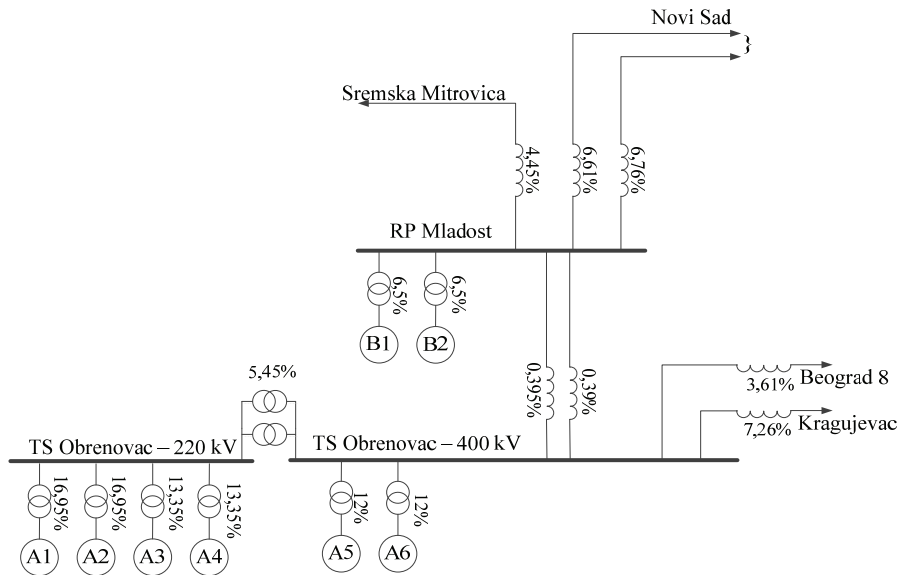 Novi Sad
}
Sremska Mitrovica
4,45%
6,61%
6,76%
RP Mladost
6,5%
6,5%
B1
B2
5,45%
0,395%
0,39%
3,61%
Beograd 8
7,26%
Kragujevac
TS Obrenovac – 220 kV
TS Obrenovac – 400 kV
16,95%
16,95%
13,35%
13,35%
12%
12%
A1
A2
A3
A4
A5
A6